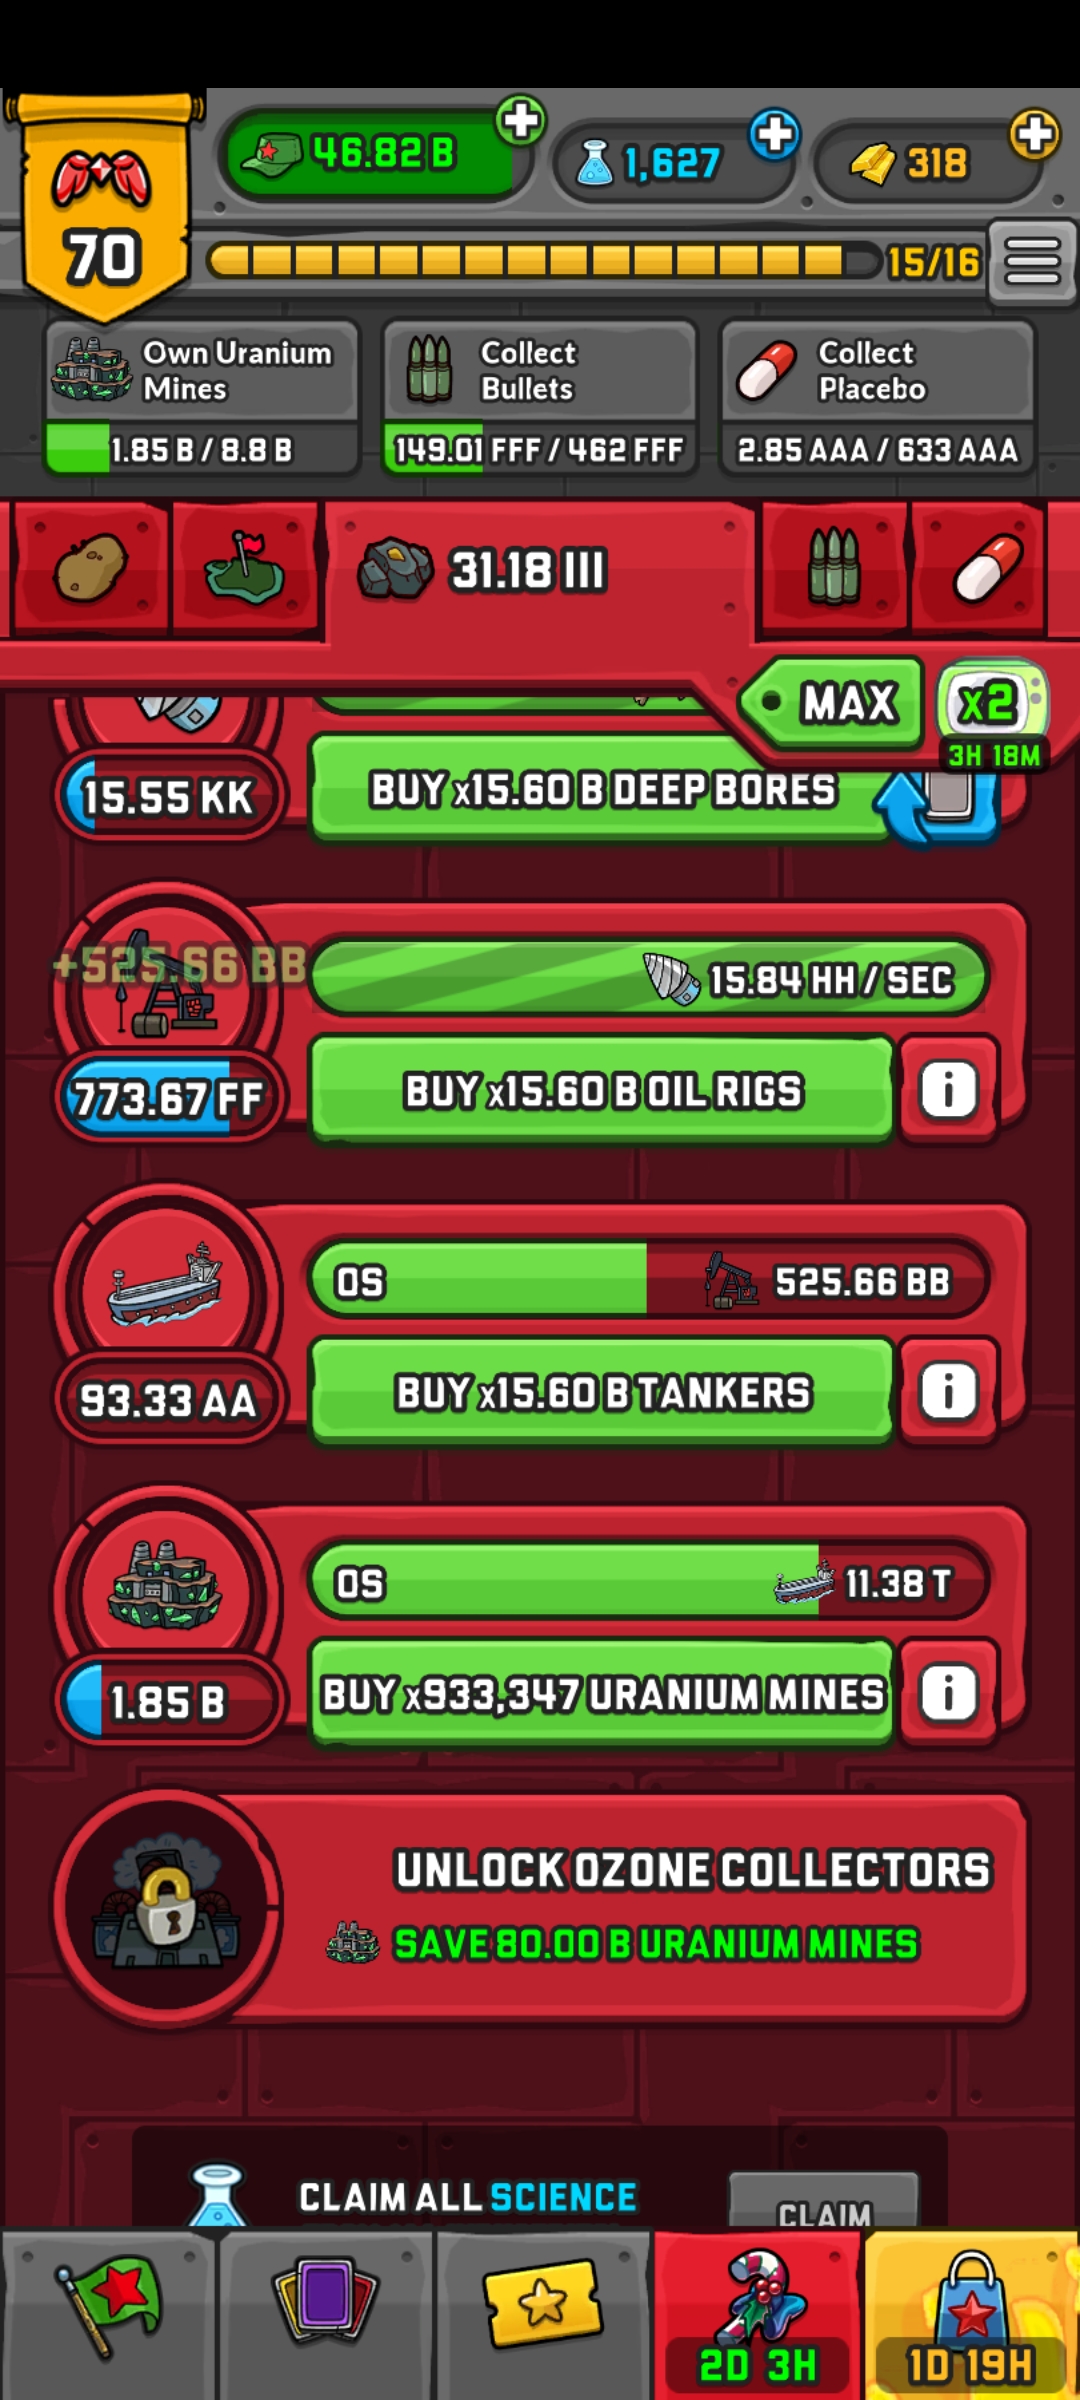 46.82 B
1,627
318
70
15/16
Own Uranium
Mines
1.85 B / 8.8 B
Collect
Bullets
149.01 FFF / 462 FFF
Collect
Placebo
2.85 AAA / 633 AAA
31.18 III
MAX
x2
3H 18M
15.55 KK
BUY x15.60 B DEEP BORES
+525.66 BB
15.84 HH / SEC
773.67 FF
BUY x15.60 B OIL RIGS
i
0S
525.66 BB
93.33 AA
BUY x15.60 B TANKERS
i
0S
11.38 T
1.85 B
BUY x933,347 URANIUM MINES
i
UNLOCK OZONE COLLECTORS
SAVE 80.00 B URANIUM MINES
CLAIM ALL SCIENCE
CLAIM
2D 3H
1D 19H